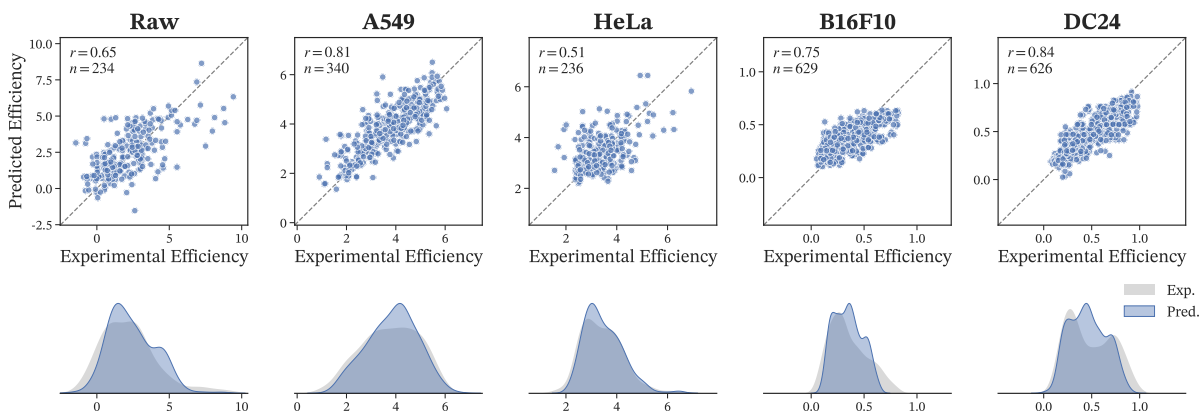 Raw A549 HeLa B16F10 DC24
r = 0.65
n = 234
r = 0.81
n = 340
r = 0.51
n = 236
r = 0.75
n = 629
r = 0.84
n = 626
Predicted Efficiency
10.0
7.5
5.0
2.5
0.0
-2.5
6
4
2
0
6
4
2
1.0
0.5
0.0
1.0
0.5
0.0
0 5 10
0 2 4 6
2 4 6
0.0 0.5 1.0
0.0 0.5 1.0
Experimental Efficiency Experimental Efficiency Experimental Efficiency Experimental Efficiency Experimental Efficiency
Exp.
Pred.
0 5 10
0 2 4 6
2 4 6
0.0 0.5 1.0
0.0 0.5 1.0